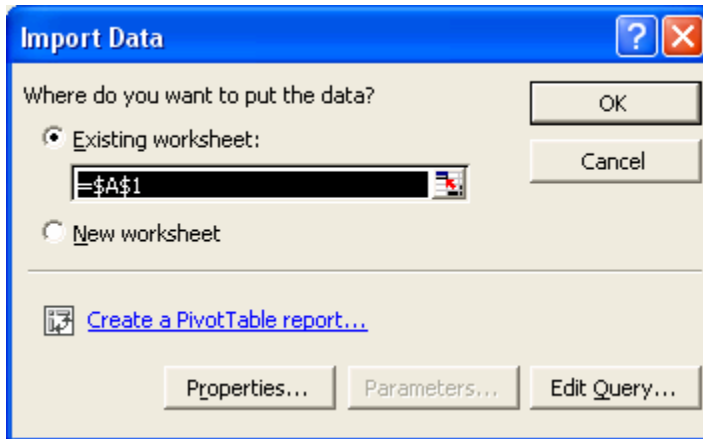 Import Data
Where do you want to put the data?
Existing worksheet:
=$A$1
New worksheet
OK
Cancel
Create a PivotTable report...
Properties...
Parameters...
Edit Query...